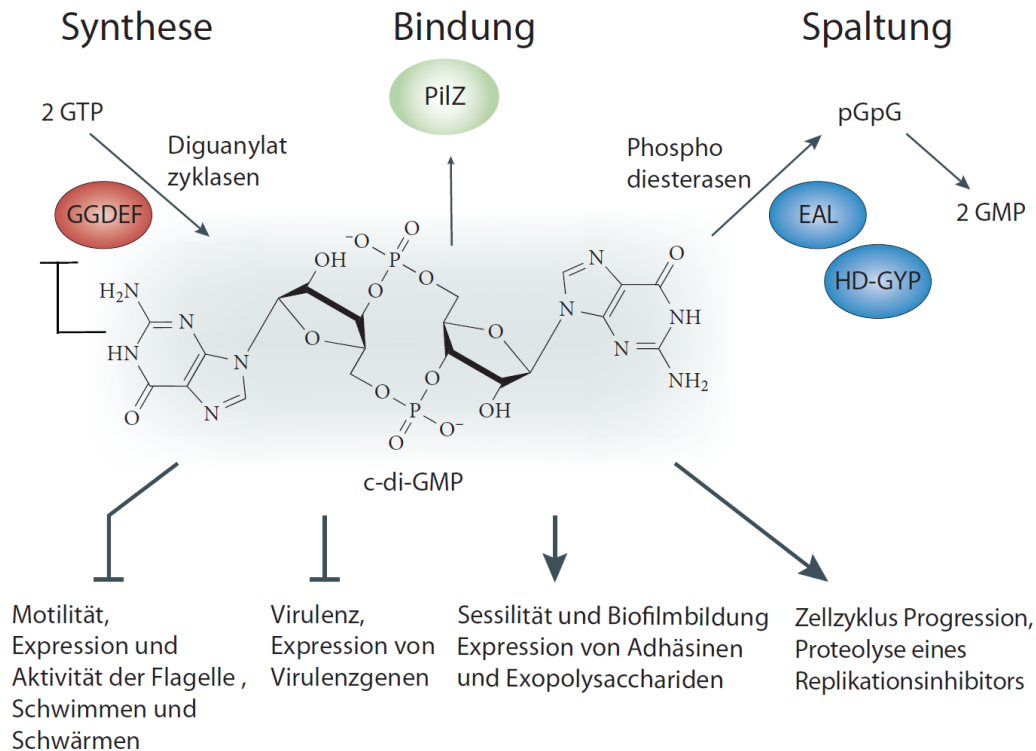 Synthese
Bindung
Spaltung
2 GTP
Diguanylat
zyklasen
GGDEF
PilZ
Phospho
diesterasen
pGpG
EAL
HD-GYP
2 GMP
H₂N
HN
O
N
N
N
O
OH
O
O
O⁻
P
O
O
O
P
O
O⁻
O
OH
N
N
N
O
NH
NH₂
c-di-GMP
Motilität,
Expression und
Aktivität der Flagelle ,
Schwimmen und
Schwärmen
Virulenz,
Expression von
Virulenzgenen
Sessilität und Biofilmbildung
Expression von Adhäsinen
und Exopolysacchariden
Zellzyklus Progression,
Proteolyse eines
Replikationsinhibitors